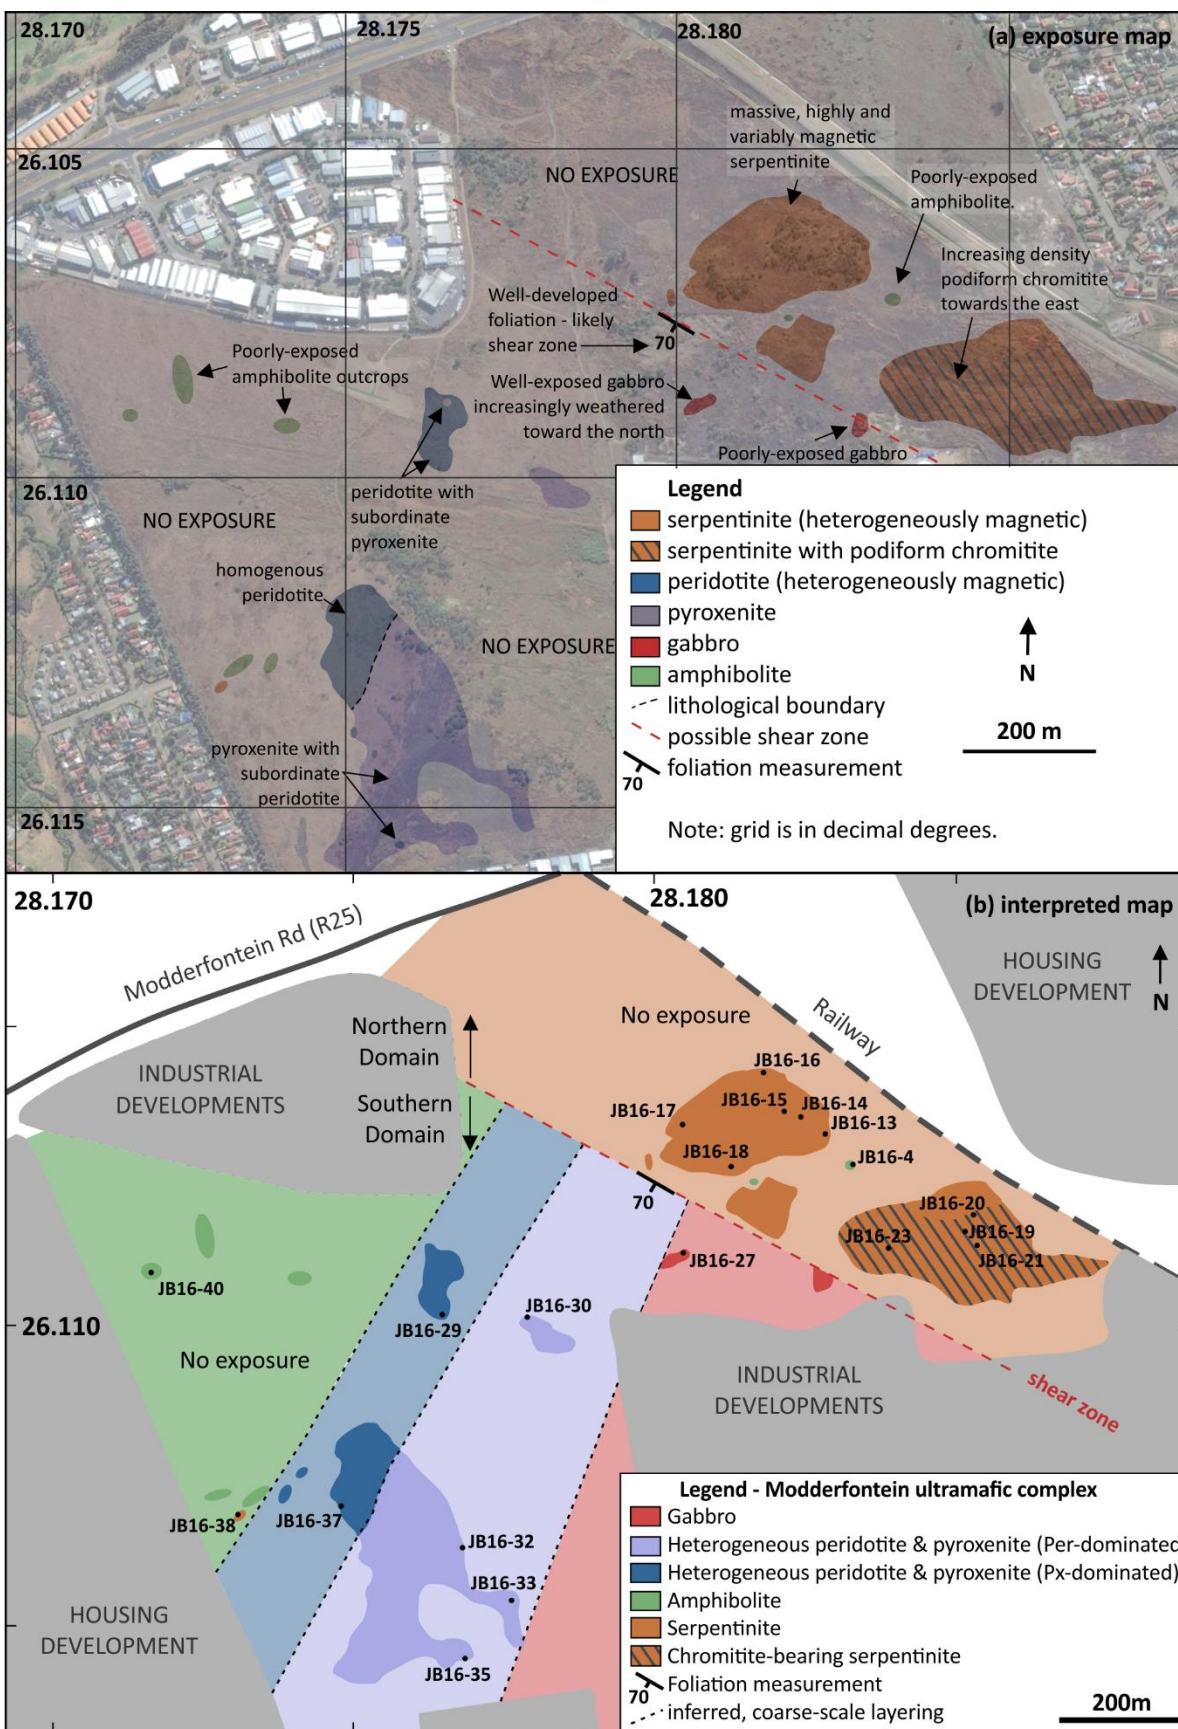 28.170
28.175
28.180
(a) exposure map
massive, highly and
variably magnetic
serpentinite
26.105
NO EXPOSURE
Poorly-exposed
amphibolite.
Increasing density
podiform chromitite
towards the east
Well-developed
foliation - likely
shear zone
70
Poorly-exposed
amphibolite outcrops
Well-exposed gabbro
increasingly weathered
toward the north
Poorly-exposed gabbro
26.110
NO EXPOSURE
peridotite with
subordinate
pyroxenite
homogenous
peridotite
NO EXPOSURE
pyroxenite with
subordinate
peridotite
26.115
Legend
serpentinite (heterogeneously magnetic)
serpentinite with podiform chromitite
peridotite (heterogeneously magnetic)
pyroxenite
gabbro
amphibolite
lithological boundary
possible shear zone
foliation measurement
70
N
200 m
Note: grid is in decimal degrees.
28.170
28.180
(b) interpreted map
Modderfontein Rd (R25)
HOUSING
DEVELOPMENT
N
Railway
No exposure
Northern
Domain
Southern
Domain
INDUSTRIAL
DEVELOPMENTS
JB16-16
JB16-15
JB16-14
JB16-17
JB16-13
JB16-18
JB16-4
70
JB16-20
JB16-23
JB16-19
JB16-21
JB16-27
JB16-40
JB16-30
JB16-29
26.110
No exposure
INDUSTRIAL
DEVELOPMENTS
shear zone
JB16-38
JB16-37
JB16-32
JB16-33
JB16-35
HOUSING
DEVELOPMENT
Legend - Modderfontein ultramafic complex
Gabbro
Heterogeneous peridotite & pyroxenite (Per-dominated
Heterogeneous peridotite & pyroxenite (Px-dominated)
Amphibolite
Serpentinite
Chromitite-bearing serpentinite
Foliation measurement
70
inferred, coarse-scale layering
200m